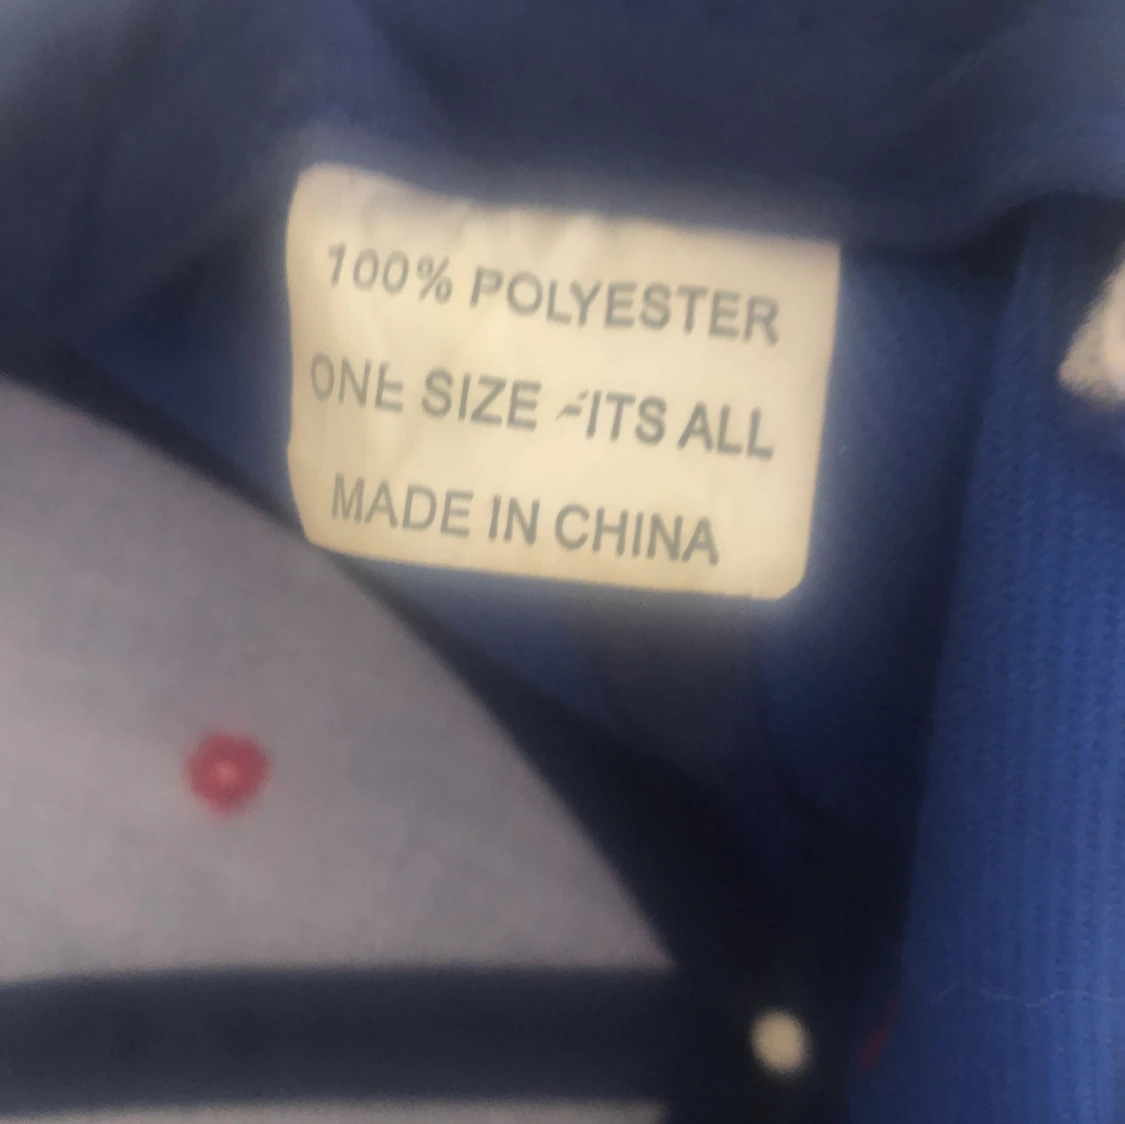 100% POLYESTER
ONE SIZE FITS ALL
MADE IN CHINA